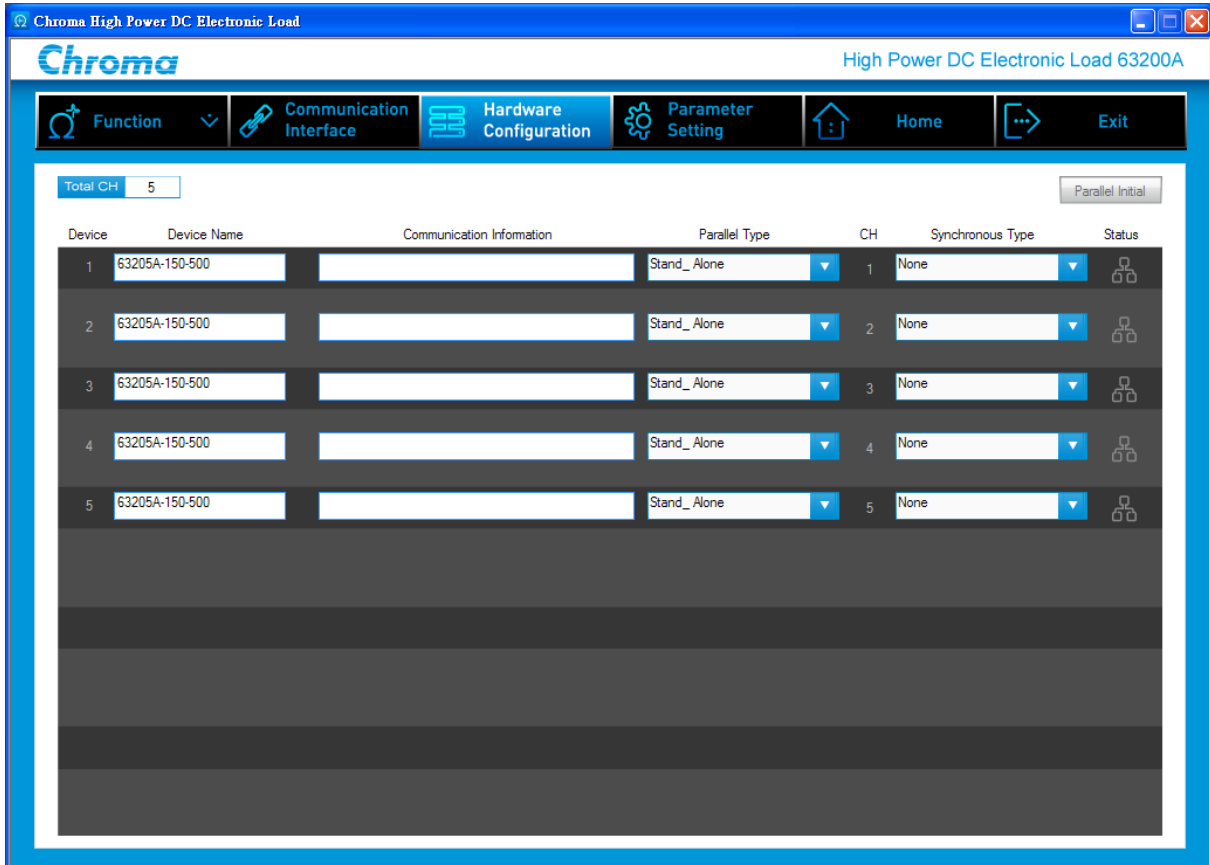 Chroma High Power DC Electronic Load
Chroma
High Power DC Electronic Load 63200A
Function
Communication
Interface
Hardware
Configuration
Parameter
Setting
Home
Exit
Total CH 5
Parallel Initial
Device Device Name Communication Information Parallel Type CH Synchronous Type Status
1 63205A-150-500 Stand_ Alone 1 None
2 63205A-150-500 Stand_ Alone 2 None
3 63205A-150-500 Stand_ Alone 3 None
4 63205A-150-500 Stand_ Alone 4 None
5 63205A-150-500 Stand_ Alone 5 None